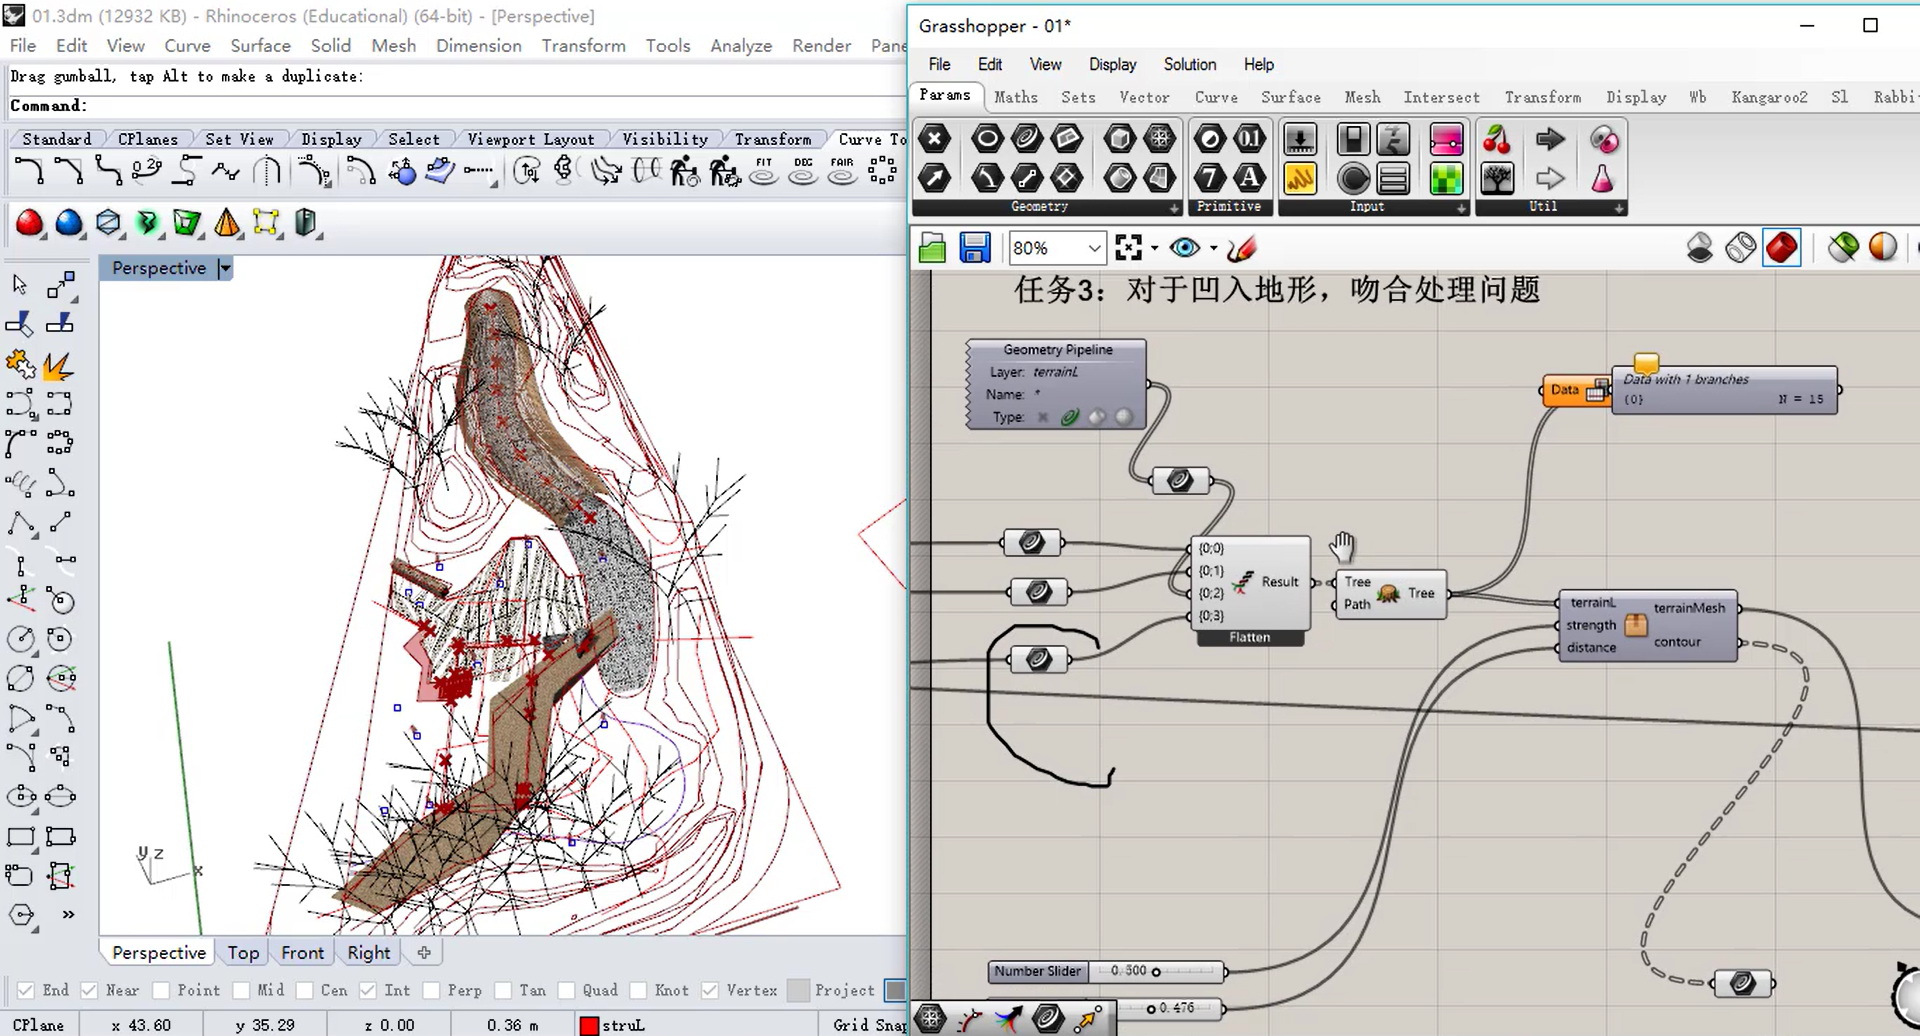 01.3dm (12932 KB) - Rhinoceros (Educational) (64-bit) - [Perspective]
File Edit View Curve Surface Solid Mesh Dimension Transform Tools Analyze Render Pane
Drag gumball, tap Alt to make a duplicate:
Command:
Standard CPlanes Set View Display Select Viewport Layout Visibility Transform Curve To
FIT DEG FAIR
Perspective
y z
x
Perspective Top Front Right
End Near Point Mid Cen Int Perp Tan Quad Knot Vertex Project
CPlane x 43.60 y 35.29 z 0.00 0.36 m struL Grid Snap
Grasshopper - 01*
File Edit View Display Solution Help
Params Maths Sets Vector Curve Surface Mesh Intersect Transform Display Wb Kangaroo2 Sl Rabbi
0.1
7 A
Geometry Primitive Input Util
80%
任务3：对于凹入地形，吻合处理问题
Geometry Pipeline
Layer: terrainL
Name: *
Type:
Data
Data with 1 branches
{0} N = 15
{0;0}
{0;1}
{0;2}
{0;3}
Result
Flatten
Tree
Path
Tree
terrainL
strength
distance
terrainMesh
contour
Number Slider 0.500
0.476